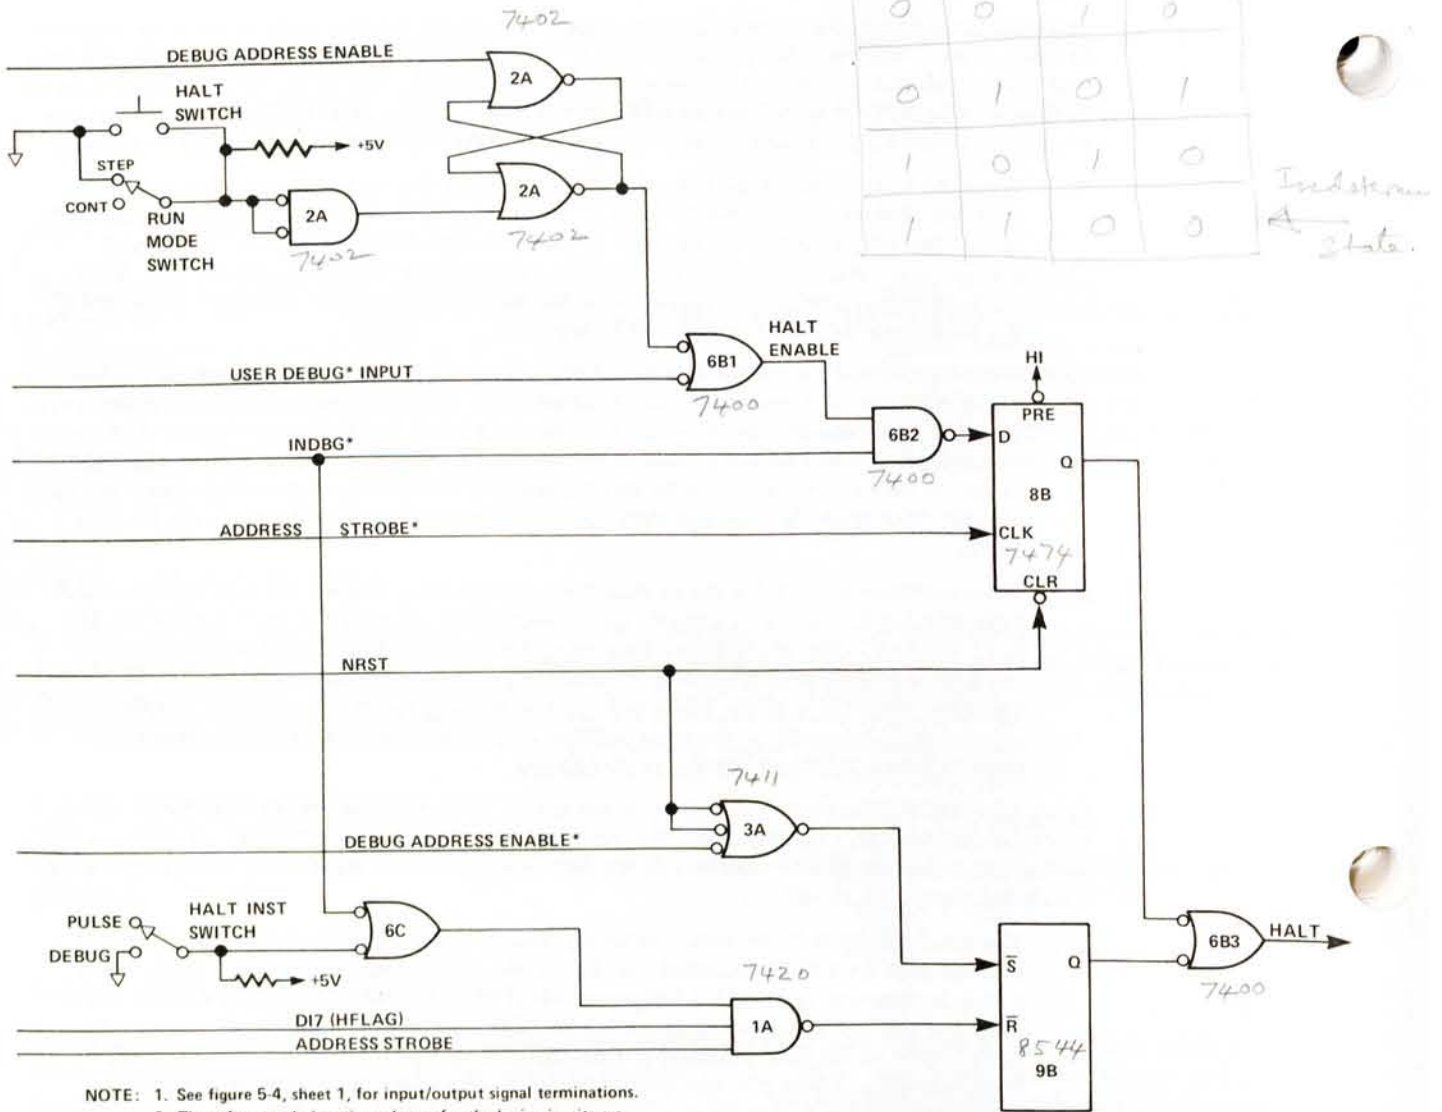 7402
0 0 1 0
DEBUG ADDRESS ENABLE
2A
HALT
SWITCH
0 1 0 1
+5V
STEP
1 0 1 0
CONT
2A
2A
RUN
MODE
SWITCH
7402
7402
1 1 0 0
State.
HALT
ENABLE
6B1
HI
USER DEBUG* INPUT
7400
PRE
6B2
D
INDBG*
Q
7400
8B
ADDRESS STROBE*
CLK
7474
CLR
NRST
7411
3A
DEBUG ADDRESS ENABLE*
PULSE
HALT INST
SWITCH
6C
DEBUG
+5V
7420
S̅
Q
6B3
HALT
7400
DI7 (HFLAG)
1A
R̅
ADDRESS STROBE
8544
9B
NOTE: 1. See figure 5-4, sheet 1, for input/output signal terminations.